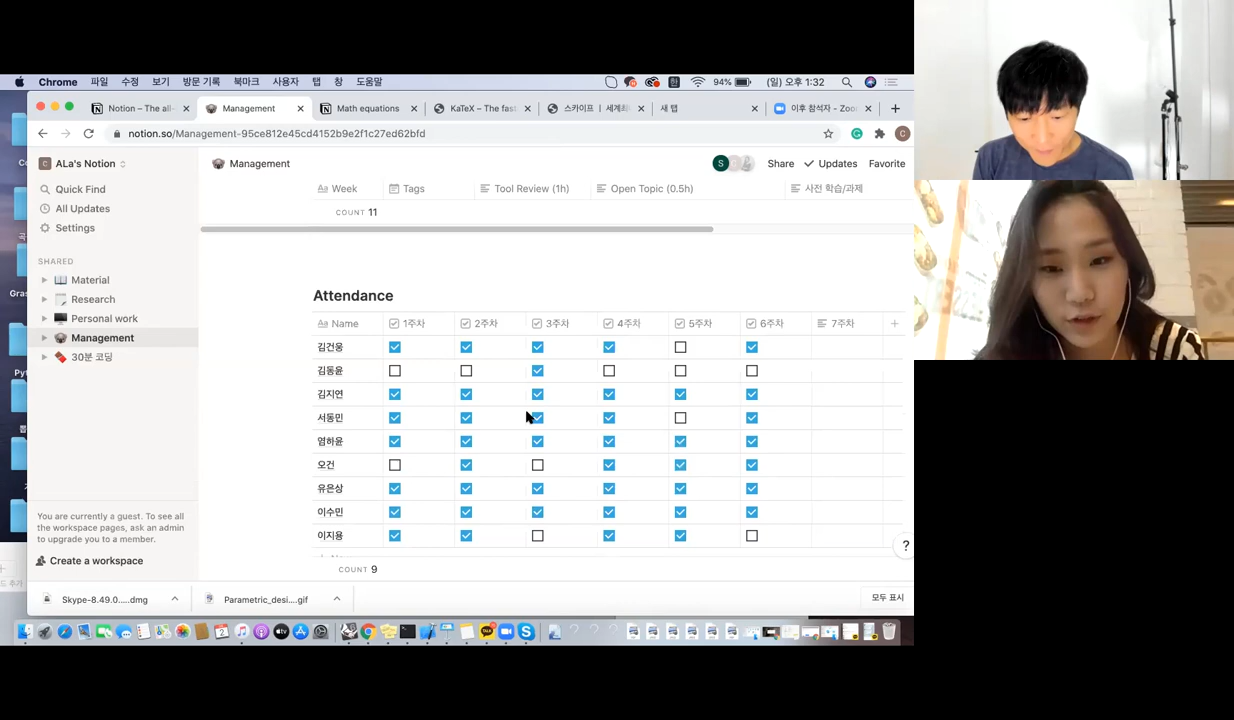 Chrome 파일 수정 보기 방문 기록 북마크 사용자 탭 창 도움말 94% (일) 오후 1:32
Notion – The all- Management Math equations KaTeX – The fas 스카이프 | 세계최 새 탭 이후 참석자 - Zoo
notion.so/Management-95ce812e45cd4152b9e2f1c27ed62bfd C
C ALa's Notion Management S Share Updates Favorite
Quick Find Aa Week Tags Tool Review (1h) Open Topic (0.5h) 사전 학습/과제
All Updates COUNT 11
Settings
SHARED
Material
Research
Personal work
Management
30분 코딩
Attendance
Aa Name 1주차 2주차 3주차 4주차 5주차 6주차 7주차
김건웅
김동윤
김지연
서동민
염하윤
오건
유은상
이수민
이지용
COUNT 9
You are currently a guest. To see all
the workspace pages, ask an admin
to upgrade you to a member.
Create a workspace
?
Skype-8.49.0.....dmg Parametric_desi....gif 모두 표시